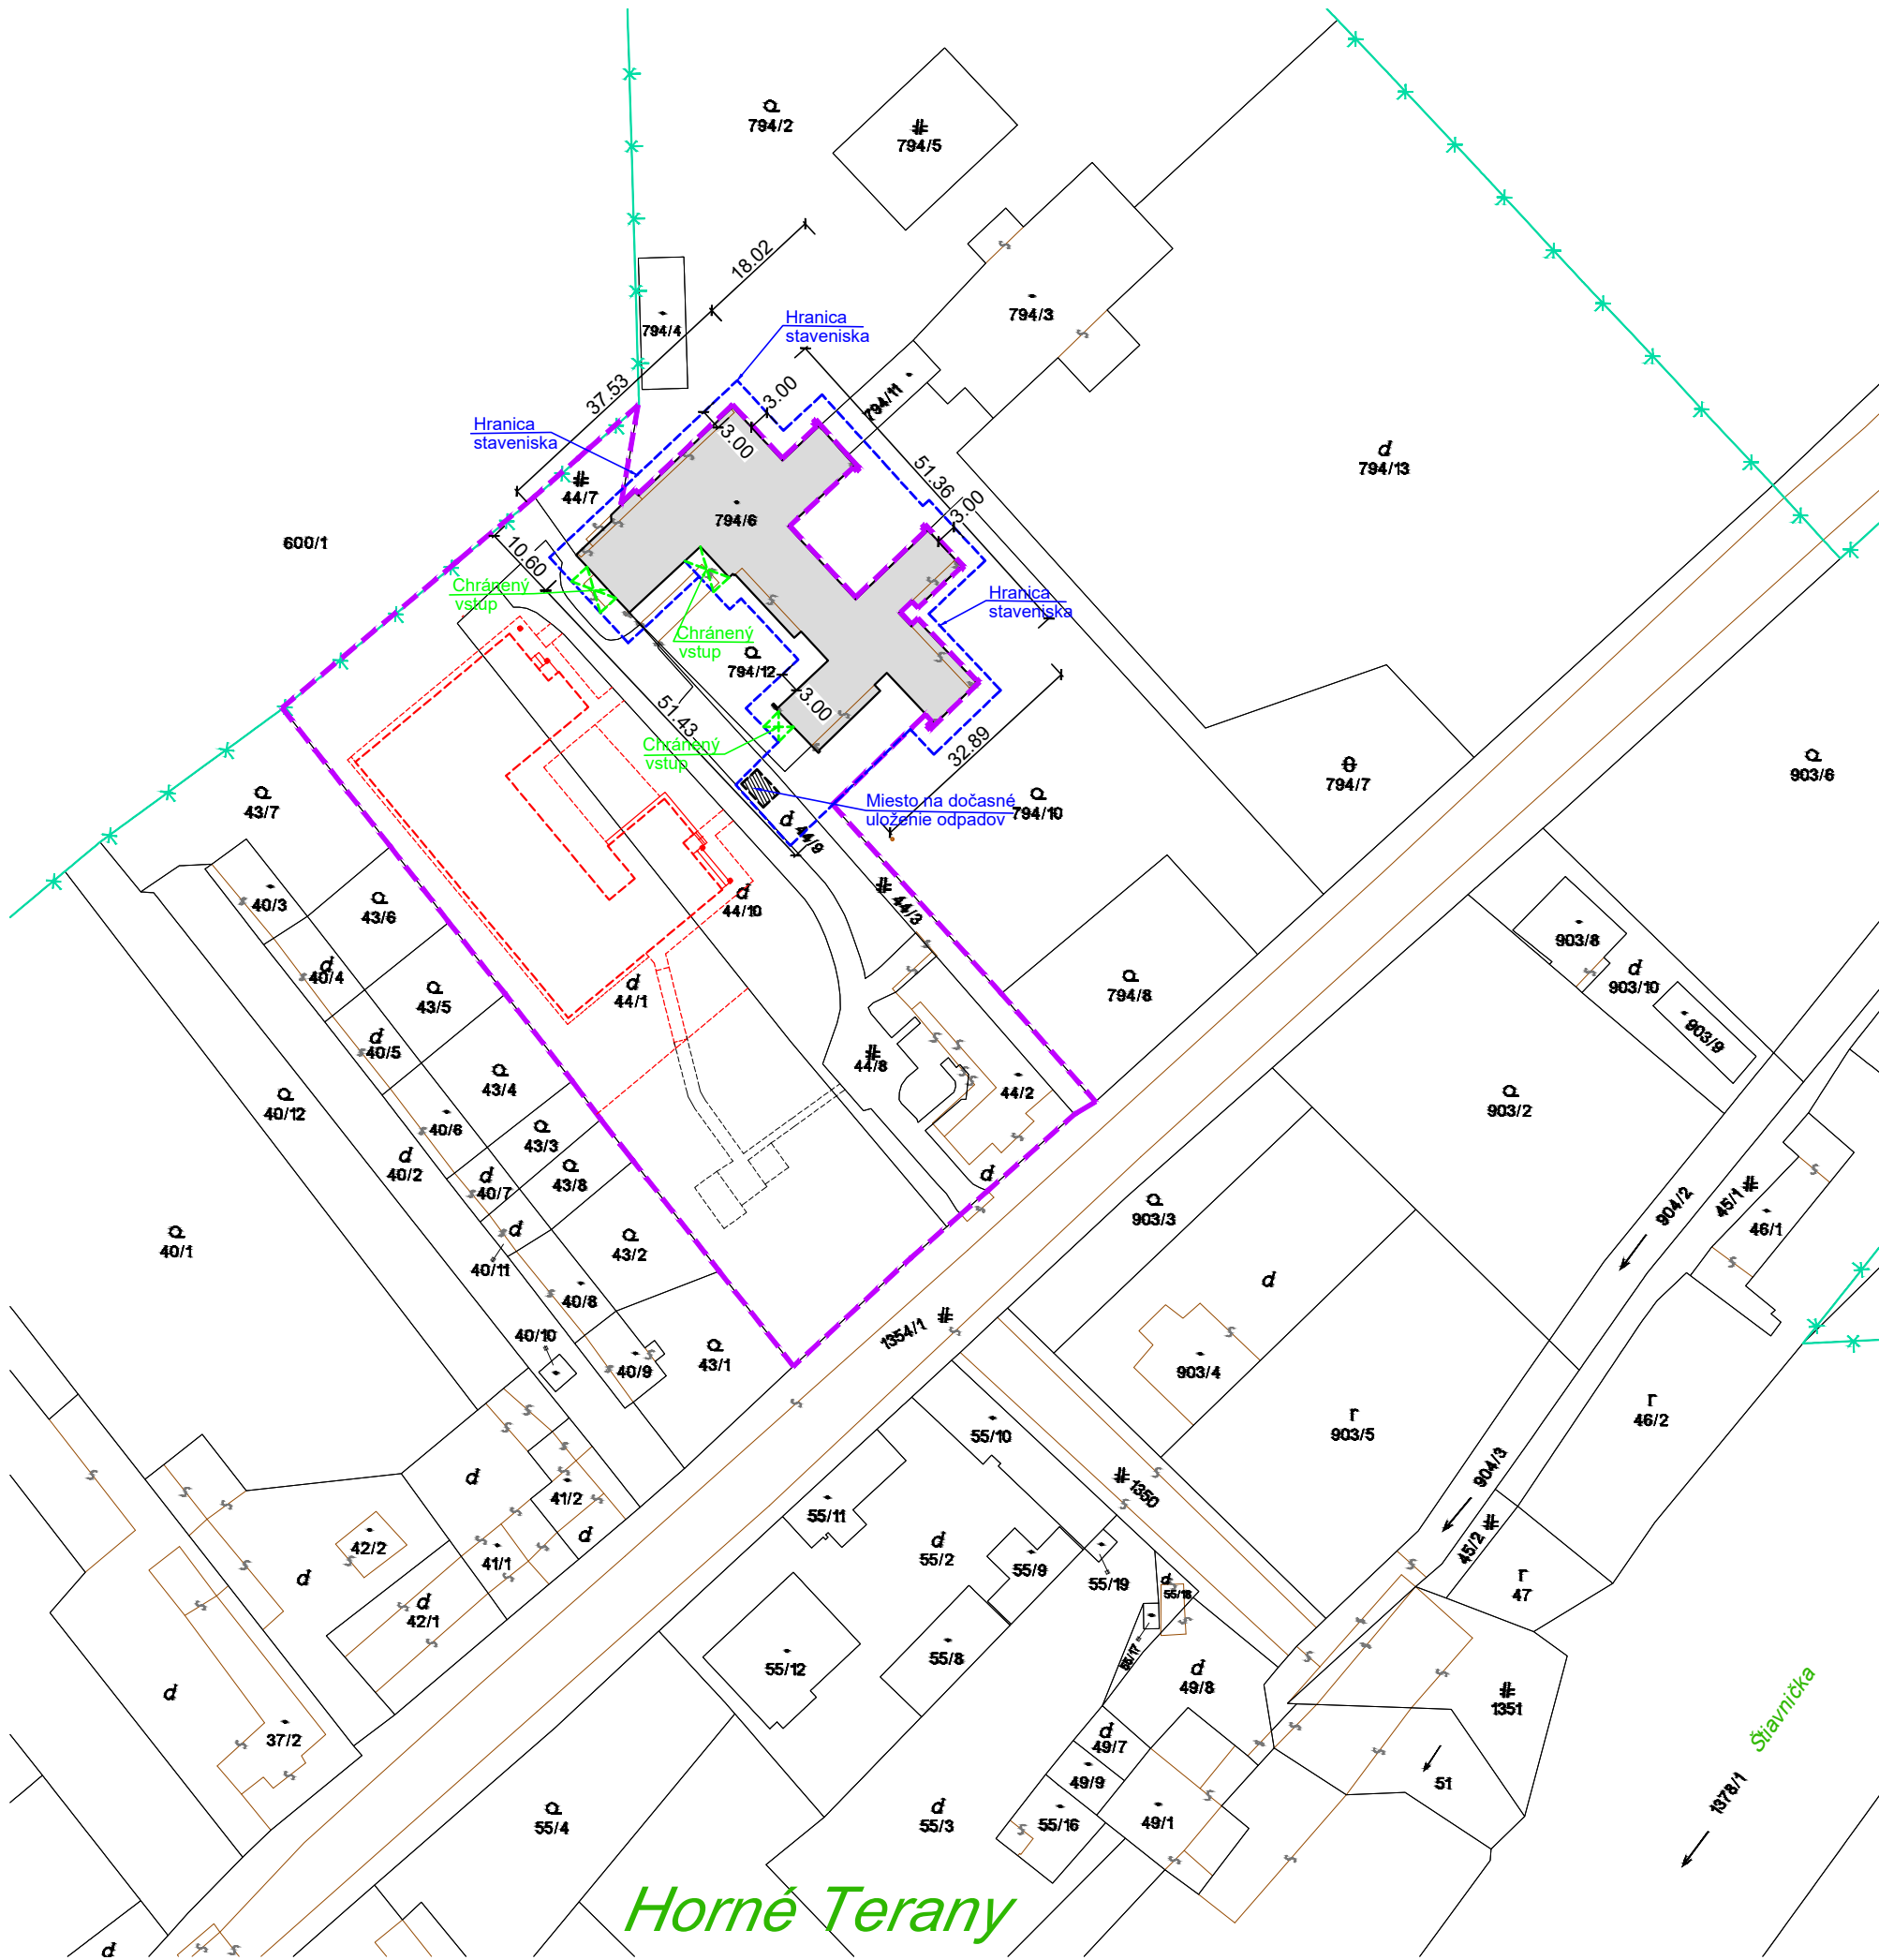 794/2
794/5
18.02
794/4
794/3
Hranica
staveniska
37.53
3.00
794/11
Hranica
staveniska
3.00
d
794/13
51.36
44/7
794/6
3.00
600/1
10.60
Chránený
vstup
Hranica
staveniska
Chránený
vstup
794/12
3.00
51.43
Chránený
vstup
32.89
794/7
903/6
43/7
Miesto na dočasné
uloženie odpadov
794/10
d 44/9
40/3
43/6
d
44/10
44/3
903/8
d
40/4
43/5
d
44/1
794/8
d
903/10
903/9
d
40/5
44/8
43/4
44/2
40/12
903/2
40/6
43/3
d
40/2
43/8
d
40/7
d
904/2
45/1
903/3
46/1
40/1
d
43/2
40/11
d
40/8
1354/1
40/10
43/1
40/9
903/4
r
46/2
r
903/5
55/10
1350
904/3
d
41/2
55/11
45/2
42/2
d
41/1
d
55/2
55/9
55/19
d
d
55/18
r
47
d
42/1
55/17
55/12
55/8
d
49/8
d
1351
Štiavnička
37/2
d
49/7
49/9
51
1378/1
55/4
d
55/3
55/16
49/1
Horné Terany
d